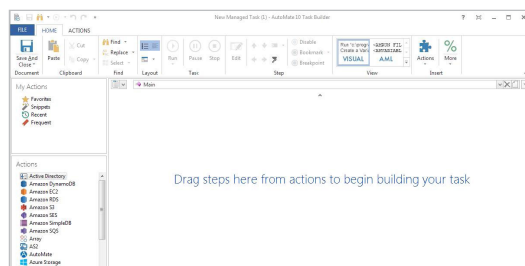 New Managed Task (1) - AutoMate 10 Task Builder
FILE HOME ACTIONS
Save And Close
Paste
Cut
Copy
Find
Replace
Select
Run Pause Stop
Edit
Disable
Bookmark
Breakpoint
VISUAL
AML
Actions
More
Document Clipboard Find Layout Test Step View Insert
My Actions
Favorites
Snippets
Recent
Frequent
Main
Actions
Active Directory
Amazon DynamoDB
Amazon EC2
Amazon RDS
Amazon S3
Amazon SES
Amazon SimpleDB
Amazon SQS
Array
AS2
AutoMate
Azure Storage
Drag steps here from actions to begin building your task